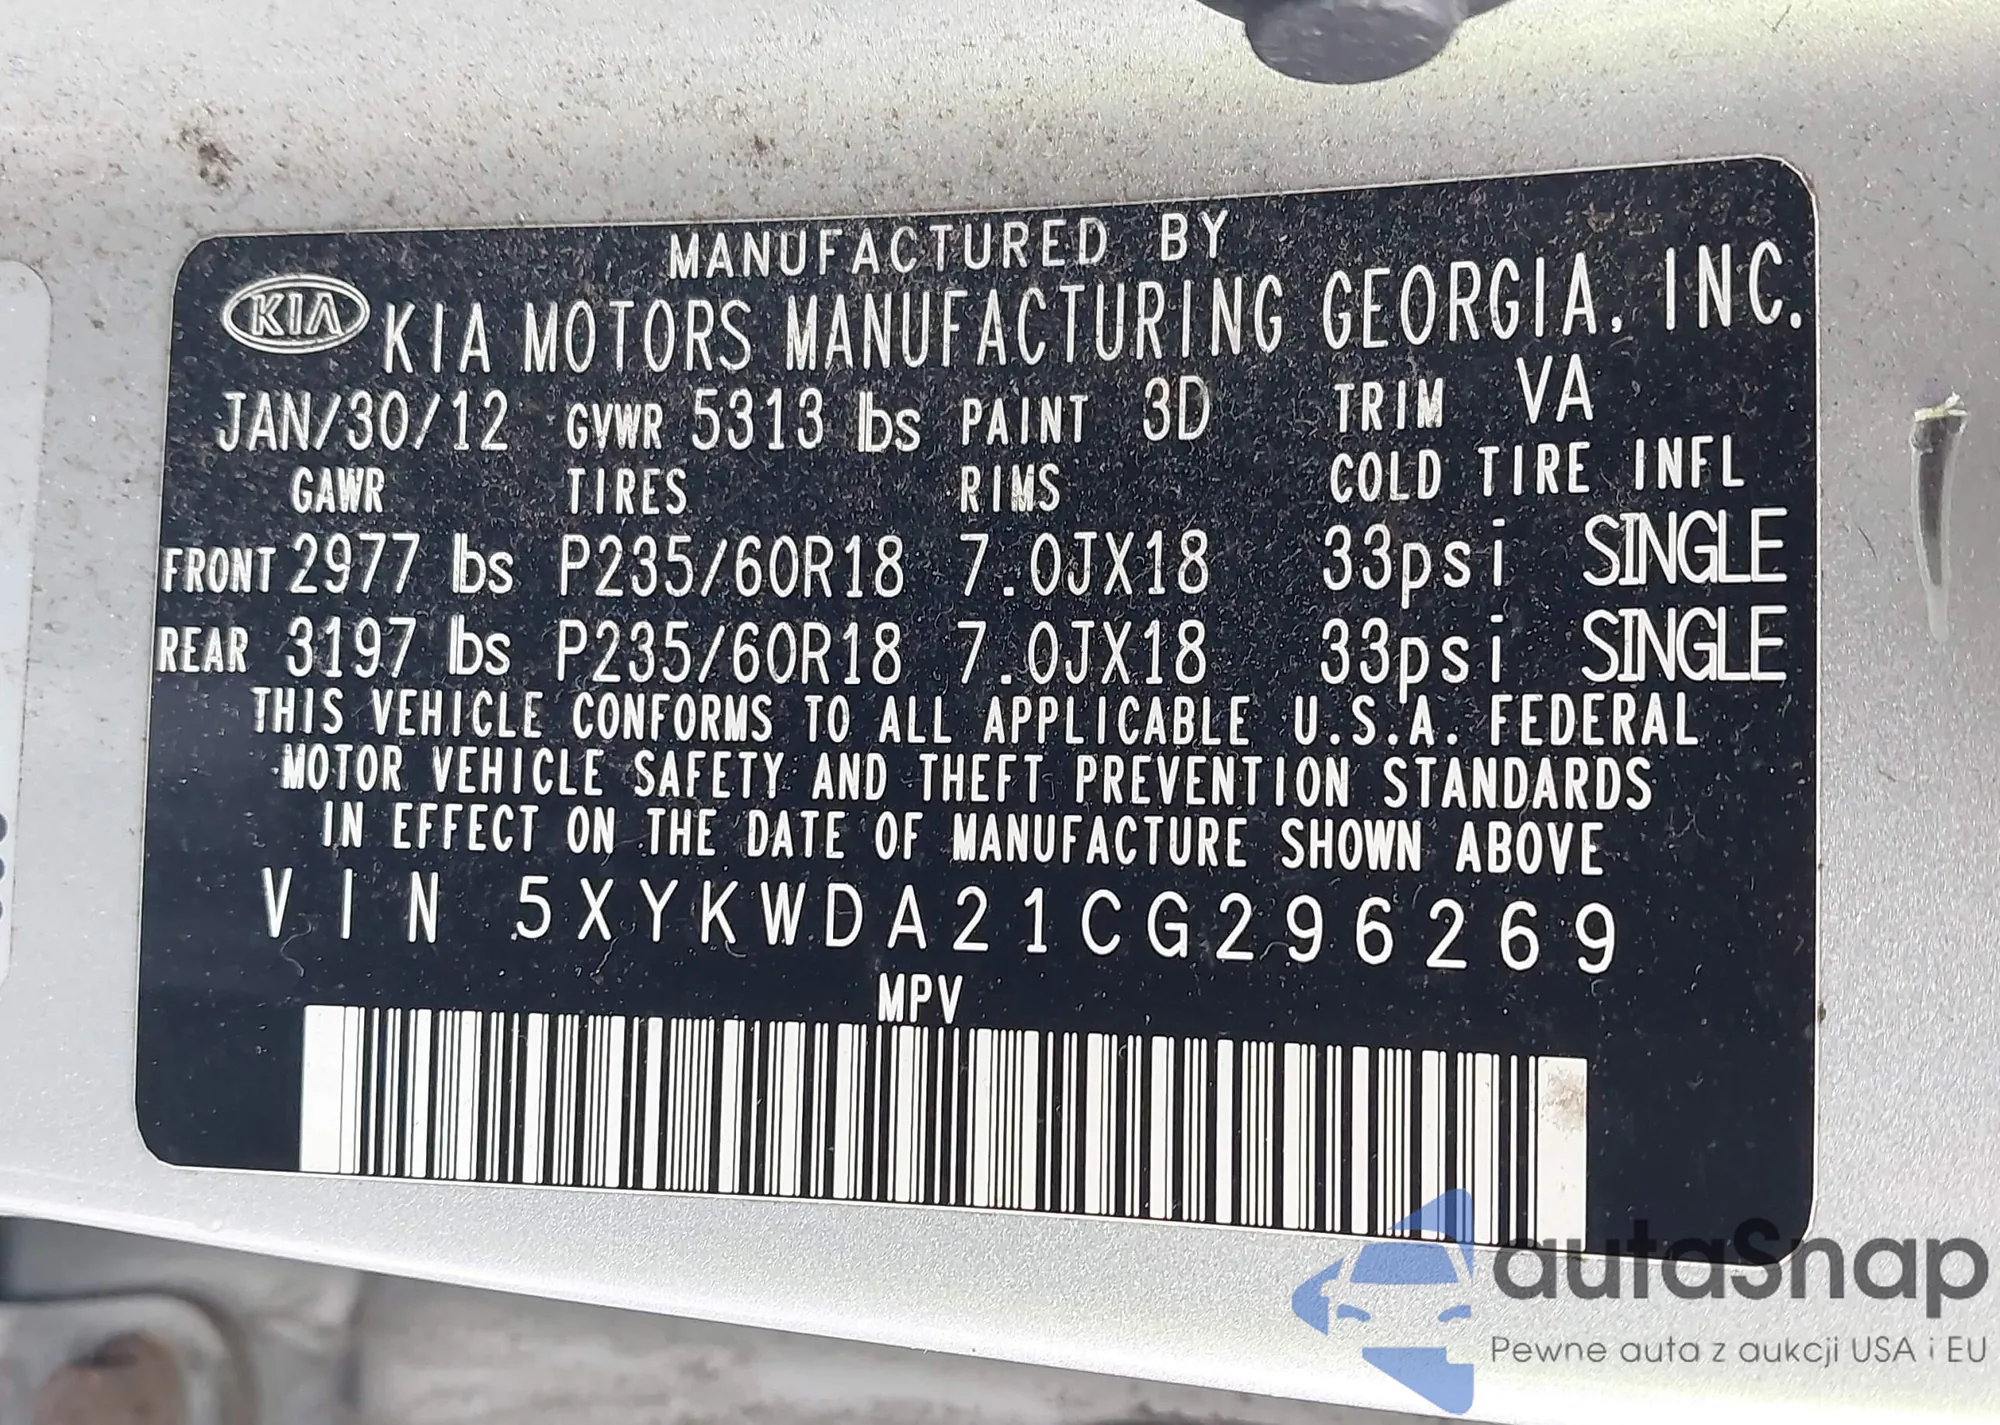 MANUFACTURED BY
KIA KIA MOTORS MANUFACTURING GEORGIA, INC.
JAN/30/12 GVWR 5313 lbs PAINT 3D TRIM VA
GAWR TIRES RIMS COLD TIRE INFL
FRONT 2977 lbs P235/60R18 7.0JX18 33psi SINGLE
REAR 3197 lbs P235/60R18 7.0JX18 33psi SINGLE
THIS VEHICLE CONFORMS TO ALL APPLICABLE U.S.A. FEDERAL
MOTOR VEHICLE SAFETY AND THEFT PREVENTION STANDARDS
IN EFFECT ON THE DATE OF MANUFACTURE SHOWN ABOVE
VIN 5XYKWDA21CG296269
MPV
autaSnap
Pewne auta z aukcji USA i EU